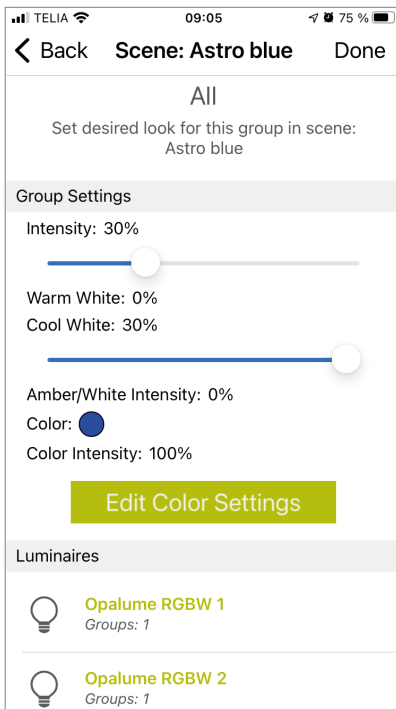 TELIA 09:05 75 %
Back Scene: Astro blue Done
All
Set desired look for this group in scene:
Astro blue
Group Settings
Intensity: 30%
Warm White: 0%
Cool White: 30%
Amber/White Intensity: 0%
Color:
Color Intensity: 100%
Edit Color Settings
Luminaires
Opalume RGBW 1
Groups: 1
Opalume RGBW 2
Groups: 1